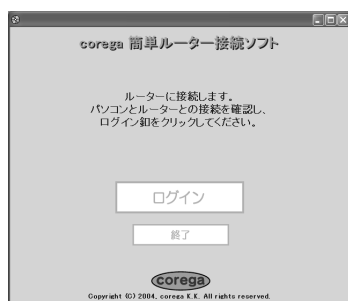 corega 簡単ルーター接続ソフト
ルーターに接続します。
パソコンとルーターとの接続を確認し、
ログイン釦をクリックしてください。
ログイン
終了
corega
Copyright (C) 2004, corega K.K. All rights reserved.